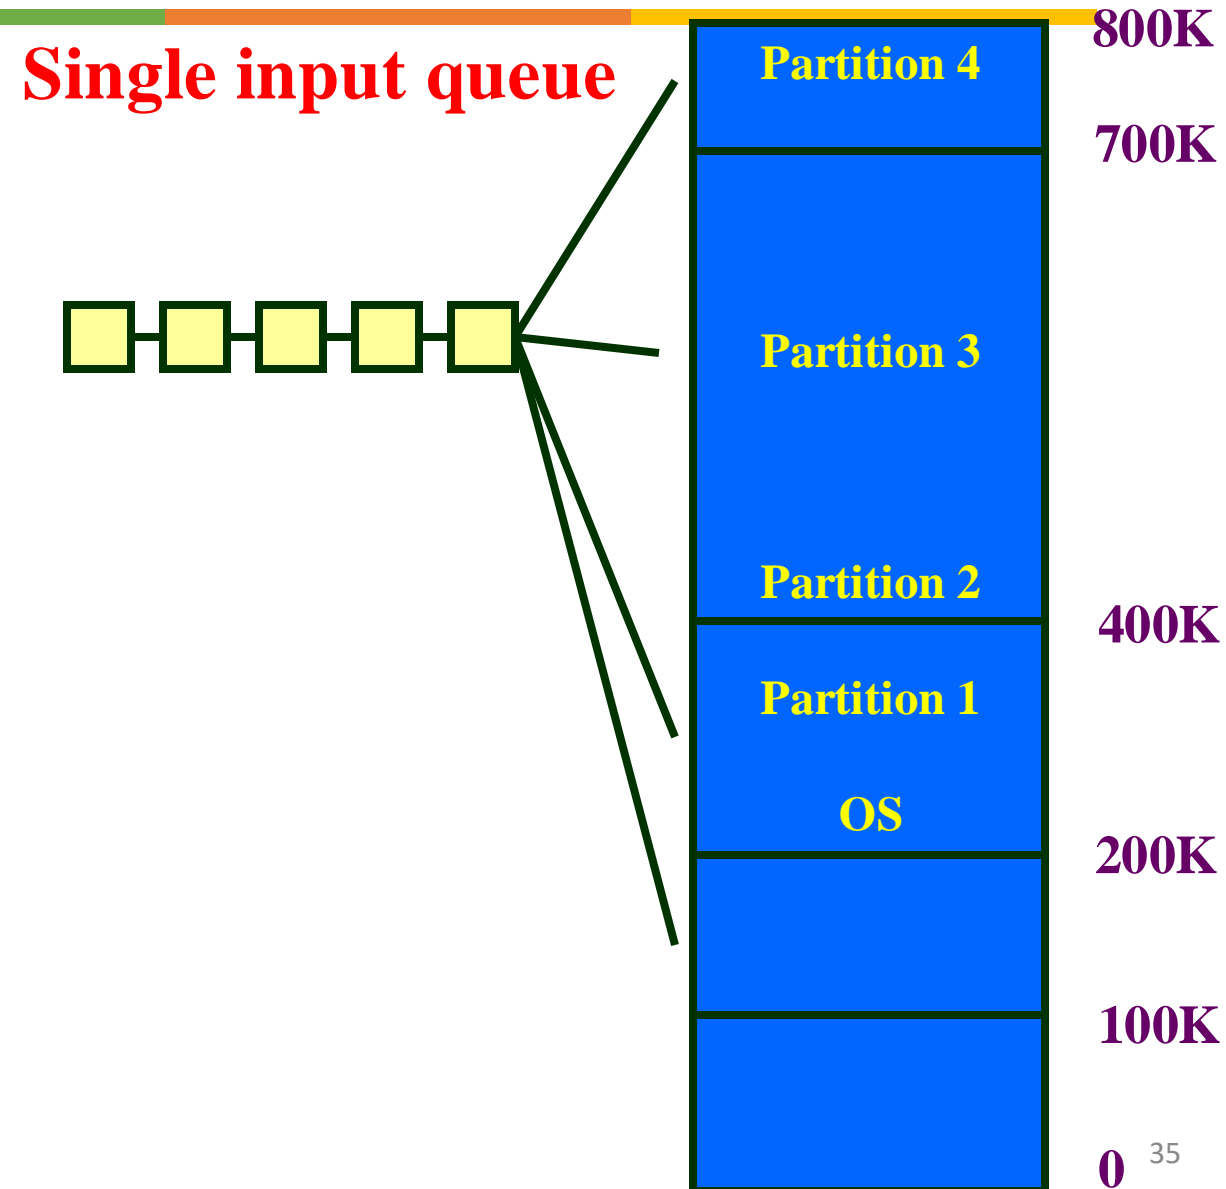 800K
Single input queue
Partition 4
700K
Partition 3
Partition 2
400K
Partition 1
OS
200K
100K
0
35